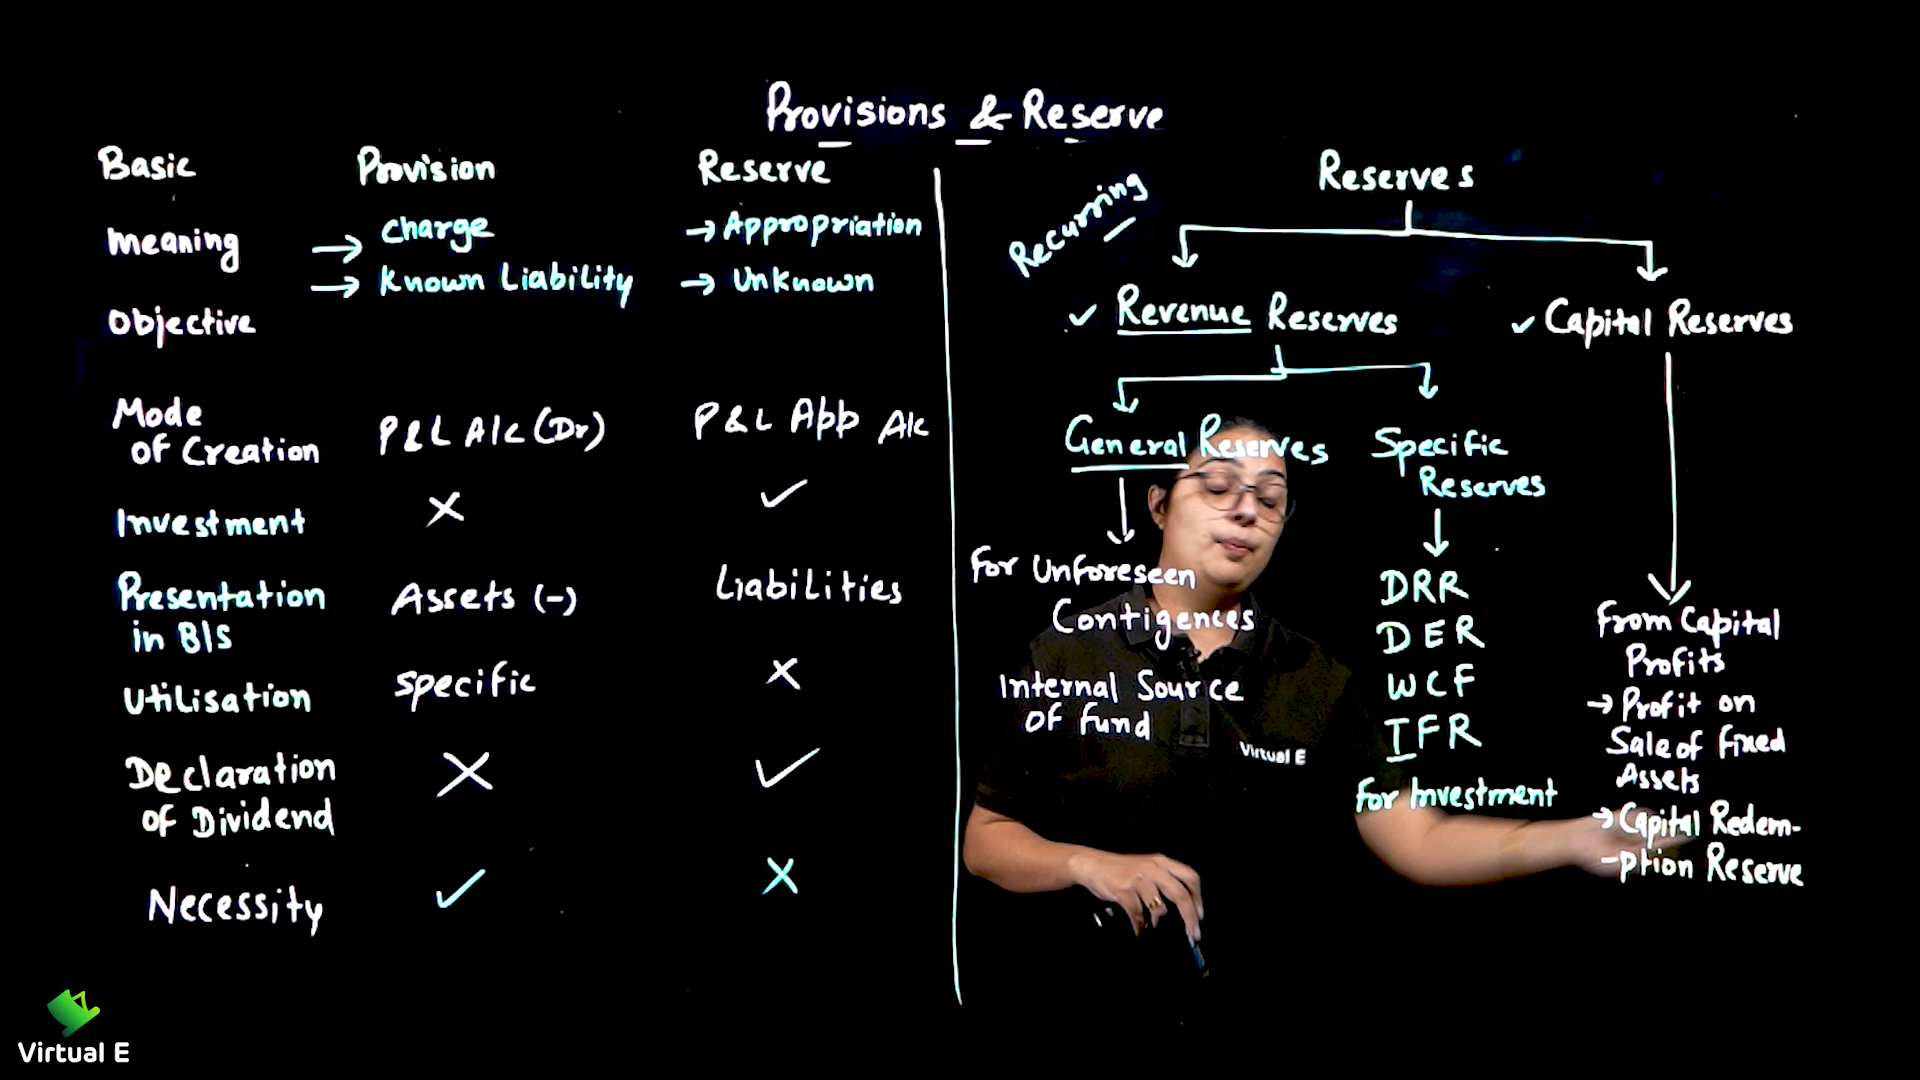 Provisions & Reserve
Basic Provision Reserve
Meaning → Charge → Appropriation
→ Known Liability → Unknown
Objective
Mode
of Creation P&L A/c (Dr) P&L App A/c
Investment X ✓
Presentation
in B/S Assets (-) Liabilities
Utilisation specific X
Declaration
of Dividend X ✓
Necessity ✓ X
Reserves
Recurring
✓ Revenue Reserves
✓ Capital Reserves
General Reserves
For Unforeseen
Contigences
Internal Source
of Fund
Specific
Reserves
DRR
DER
WCF
IFR
for Investment
From Capital
Profits
→ Profit on
Sale of Fixed
Assets
→ Capital Redem-
-ption Reserve
Virtual E
Virtual E